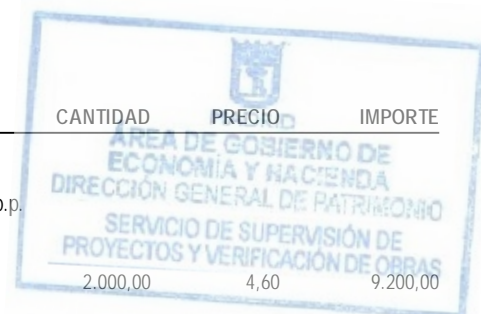 CANTIDAD PRECIO IMPORTE
ÁREA DE GOBIERNO DE
ECONOMÍA Y HACIENDA
DIRECCIÓN GENERAL DE PATRIMONIO
p.p.
SERVICIO DE SUPERVISIÓN DE
PROYECTOS Y VERIFICACIÓN DE OBRAS
2.000,00 4,60 9.200,00